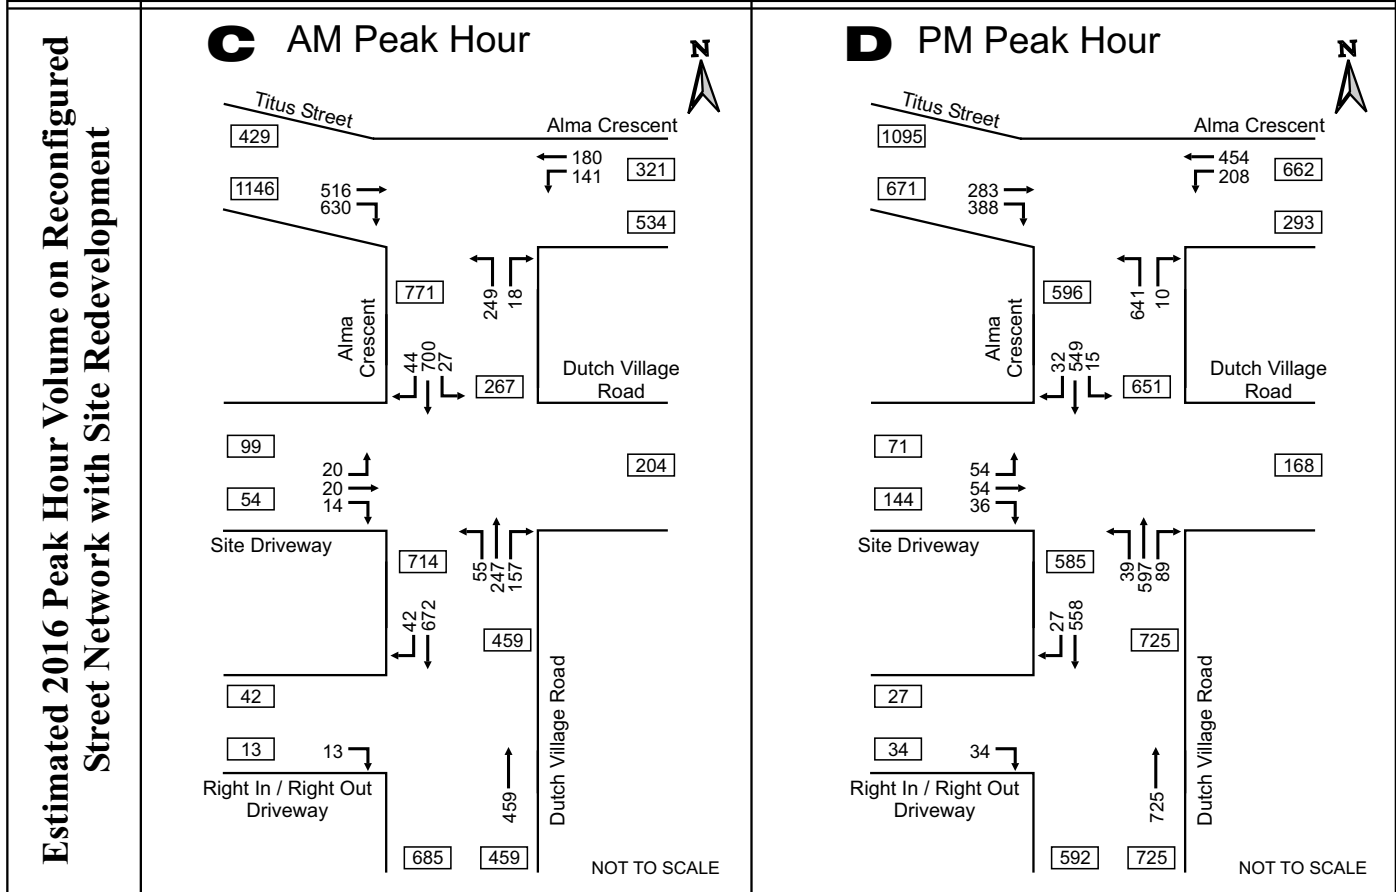 Estimated 2016 Peak Hour Volume on Reconfigured
Street Network with Site Redevelopment
C AM Peak Hour
N
Titus Street
Alma Crescent
429
180
141
321
1146
516
630
534
771
249
18
Alma
Crescent
44
700
27
267
Dutch Village
Road
99
20
20
14
204
54
Site Driveway
714
55
247
157
42
672
459
42
13
13
Right In / Right Out
Driveway
459
Dutch Village Road
685
459
NOT TO SCALE
D PM Peak Hour
N
Titus Street
Alma Crescent
1095
454
208
662
671
283
388
293
596
641
10
Alma
Crescent
32
549
15
651
Dutch Village
Road
71
54
54
36
168
144
Site Driveway
585
39
597
89
27
558
725
27
34
34
Right In / Right Out
Driveway
725
Dutch Village Road
592
725
NOT TO SCALE